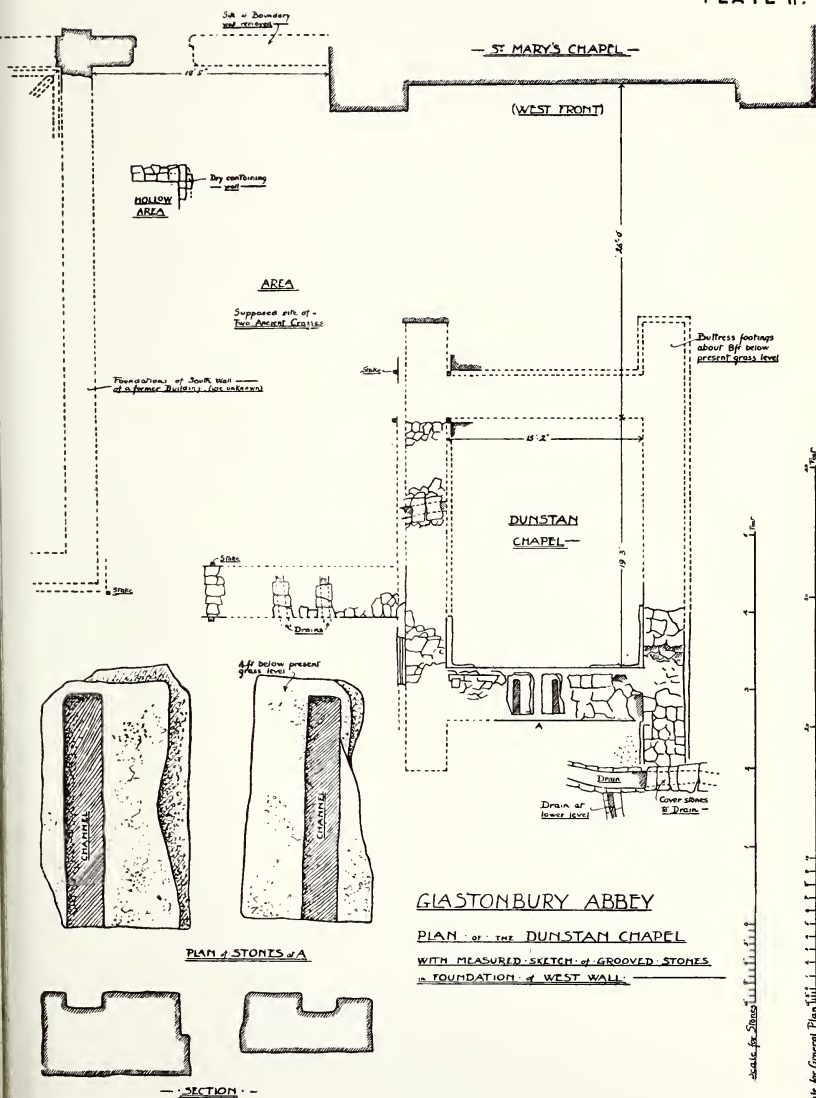 PLATE II.
Site of Boundary
wall removed
— ST MARY'S CHAPEL —
18'. 5"
(WEST FRONT)
Dry containing
wall
HOLLOW
AREA
26'. 0"
AREA
Supposed site of -
Two Ancient Crosses
Buttress footings
about 8ft below
present grass level
Stake
Foundations of South Wall
of a former Building, (use unknown)
15'. 2"
DUNSTAN
CHAPEL —
19'. 3"
Stake
Stake
Drains
4ft below present
grass level
A
Drain
Drain at
lower level
Cover stones
to Drain -
CHANNEL
CHANNEL
PLAN of STONES at A
GLASTONBURY ABBEY
PLAN · OF · THE DUNSTAN CHAPEL
WITH MEASURED · SKETCH · of · GROOVED · STONES
in FOUNDATION · of WEST WALL ·
— · SECTION · —
Scale for Stones
Feet
Scale for General Plan
Feet